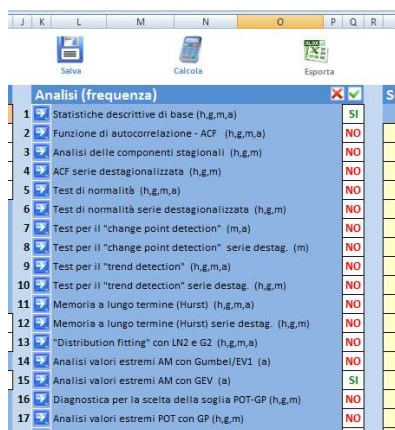 J K L M N O P Q R
Salva Calcola Esporta
Analisi (frequenza) S
1 Statistiche descrittive di base (h,g,m,a) SI
2 Funzione di autocorrelazione - ACF (h,g,m,a) NO
3 Analisi delle componenti stagionali (h,g,m) NO
4 ACF serie destagionalizzata (h,g,m) NO
5 Test di normalità (h,g,m,a) NO
6 Test di normalità serie destagionalizzata (h,g,m) NO
7 Test per il "change point detection" (m,a) NO
8 Test per il "change point detection" serie destag. (m) NO
9 Test per il "trend detection" (h,g,m,a) NO
10 Test per il "trend detection" serie destag. (h,g,m) NO
11 Memoria a lungo termine (Hurst) (h,g,m,a) NO
12 Memoria a lungo termine (Hurst) serie destag. (h,g,m) NO
13 "Distribution fitting" con LN2 e G2 (h,g,m,a) NO
14 Analisi valori estremi AM con Gumbel/EV1 (a) NO
15 Analisi valori estremi AM con GEV (a) SI
16 Diagnostica per la scelta della soglia POT-GP (h,g,m) NO
17 Analisi valori estremi POT con GP (h,g,m) NO